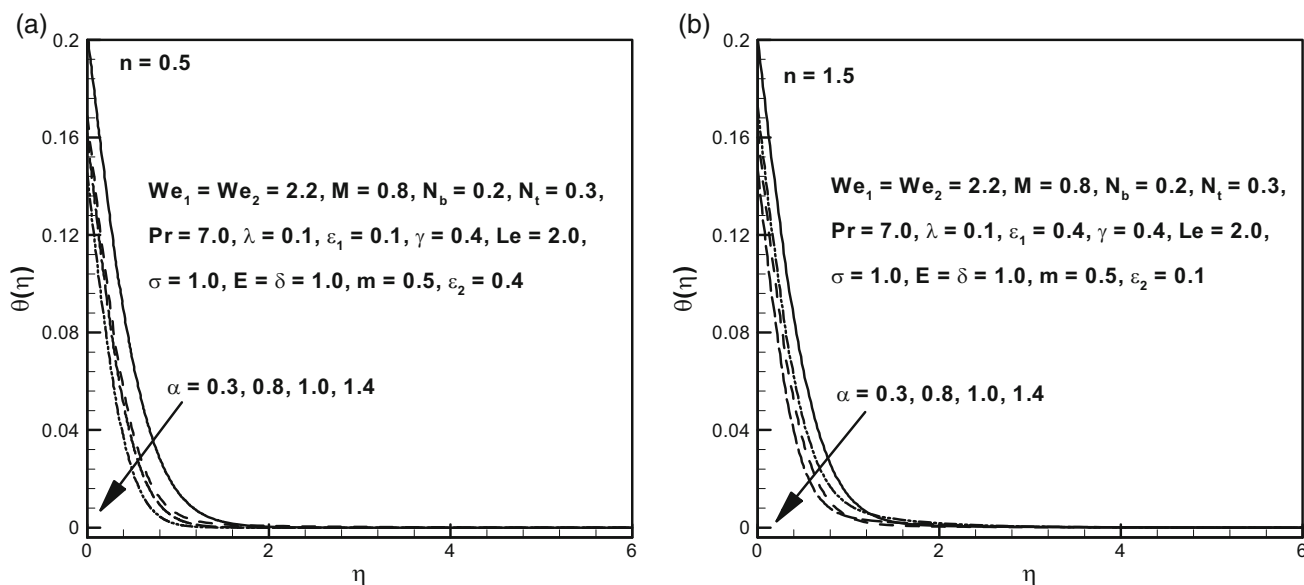 (a)
0.2
n = 0.5
0.16
We₁ = We₂ = 2.2, M = 0.8, N_b = 0.2, N_t = 0.3,
0.12
Pr = 7.0, λ = 0.1, ε₁ = 0.1, γ = 0.4, Le = 2.0,
θ(η)
σ = 1.0, E = δ = 1.0, m = 0.5, ε₂ = 0.4
0.08
α = 0.3, 0.8, 1.0, 1.4
0.04
0
0 2 4 6
η
(b)
0.2
n = 1.5
0.16
We₁ = We₂ = 2.2, M = 0.8, N_b = 0.2, N_t = 0.3,
0.12
Pr = 7.0, λ = 0.1, ε₁ = 0.4, γ = 0.4, Le = 2.0,
θ(η)
σ = 1.0, E = δ = 1.0, m = 0.5, ε₂ = 0.1
0.08
α = 0.3, 0.8, 1.0, 1.4
0.04
0
0 2 4 6
η